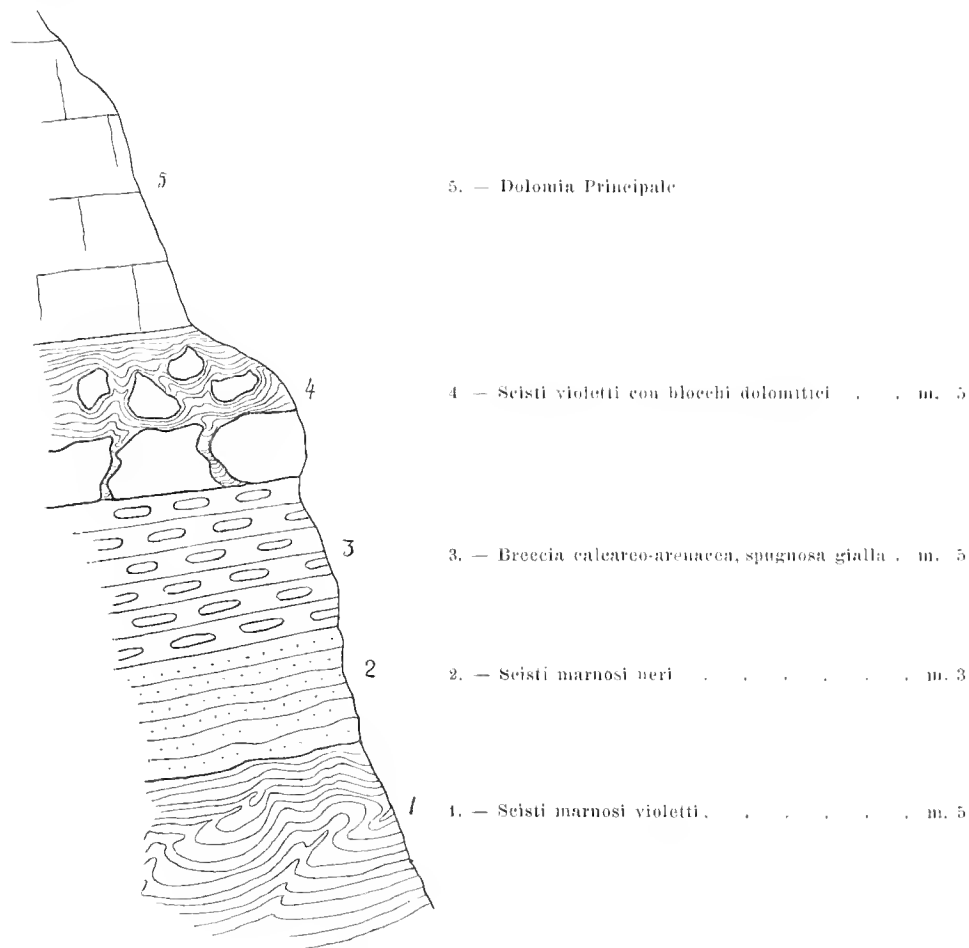 5
5. — Dolomia Principale
4
4 — Scisti violetti con blocchi dolomitici . . m. 5
3
3. — Breccia calcareo-arenacea, spugnosa gialla . m. 5
2
2. — Scisti marnosi neri . . . . . . m. 3
1
1. — Scisti marnosi violetti . . . . . . m. 5